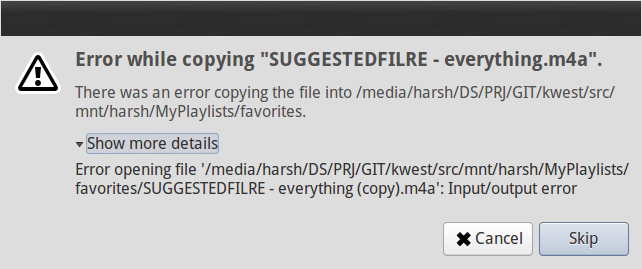 Error while copying "SUGGESTEDFILRE - everything.m4a".
There was an error copying the file into /media/harsh/DS/PRJ/GIT/kwest/src/
mnt/harsh/MyPlaylists/favorites.
Show more details
Error opening file '/media/harsh/DS/PRJ/GIT/kwest/src/mnt/harsh/MyPlaylists/
favorites/SUGGESTEDFILRE - everything (copy).m4a': Input/output error
Cancel Skip